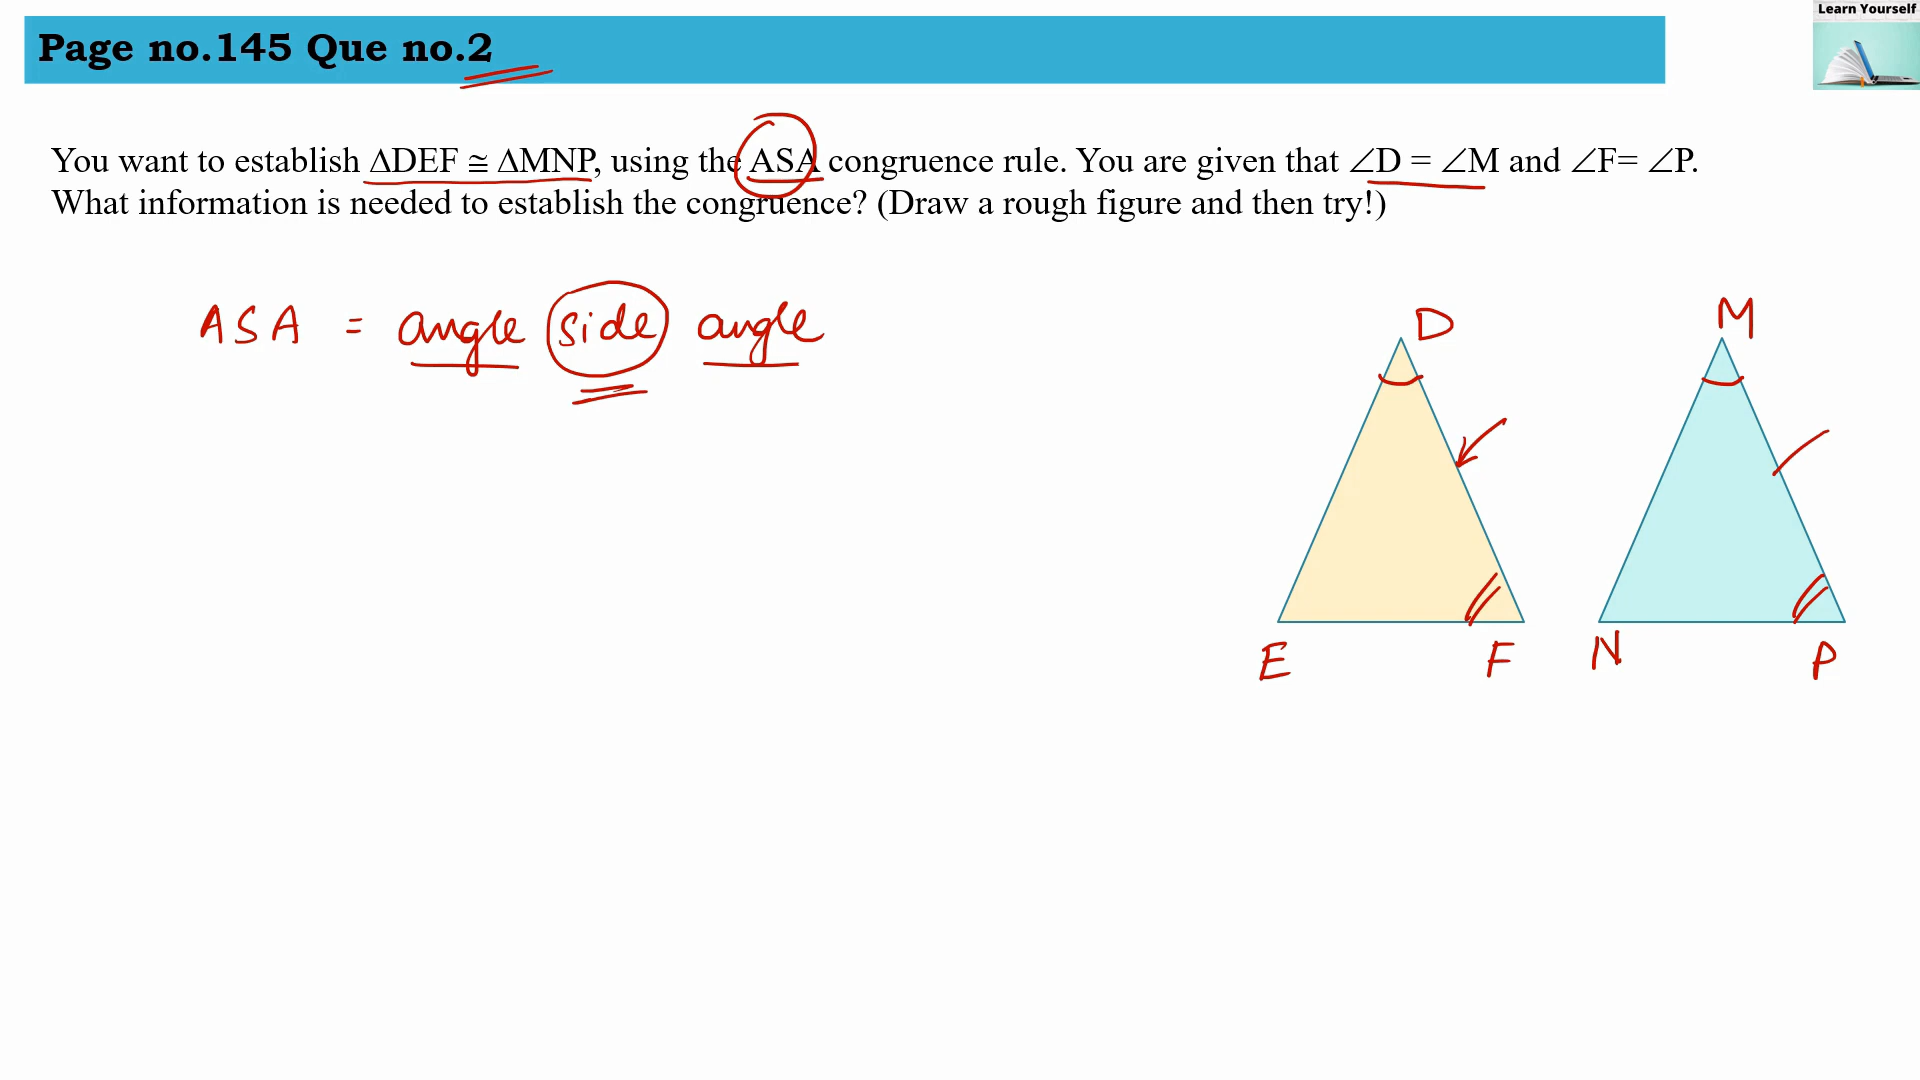 Learn Yourself
Page no.145 Que no.2
You want to establish ΔDEF ≅ ΔMNP, using the ASA congruence rule. You are given that ∠D = ∠M and ∠F= ∠P.
What information is needed to establish the congruence? (Draw a rough figure and then try!)
ASA = angle side angle
D M
E F N P